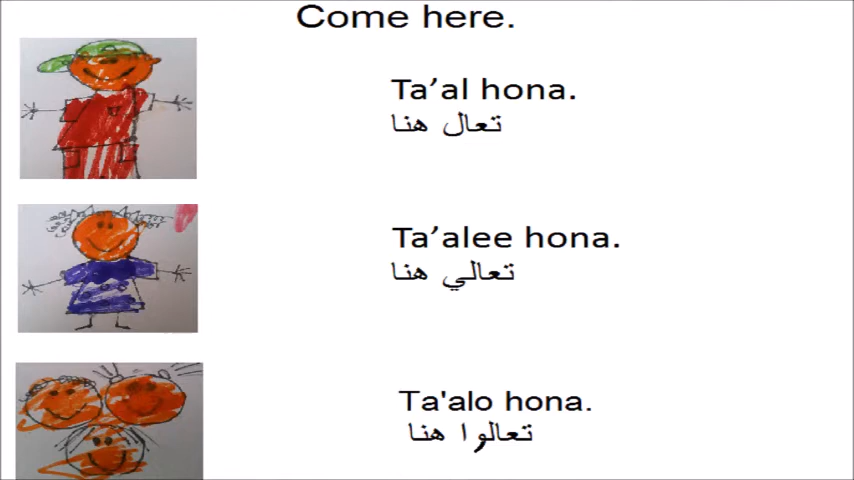 Come here.
Ta’al hona.
تعال هنا
Ta’alee hona.
تعالي هنا
Ta'alo hona.
تعالوا هنا